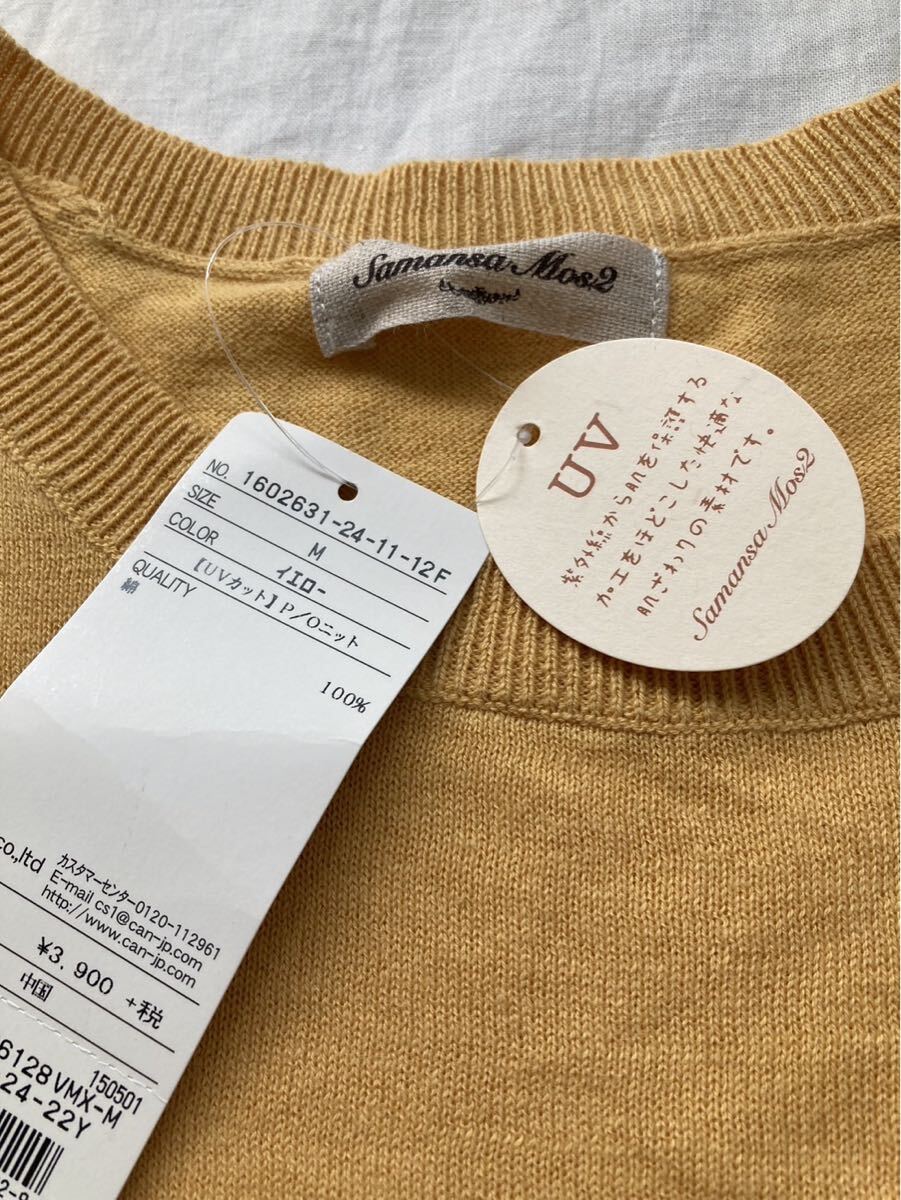 Samansa Mos2
UV
紫外線から肌を保護する
加工をほどこした快適な
肌ざわりの素材です。
Samansa Mos2
NO. 1602631-24-11-12F
SIZE M
COLOR イエロー
【UVカット】P/Oニット
QUALITY
綿 100%
co.,ltd カスタマーセンター0120-112961
E-mail cs1@can-jp.com
http://www.can-jp.com
¥3,900 +税
中国
150501
6128VMX-M
24-22Y